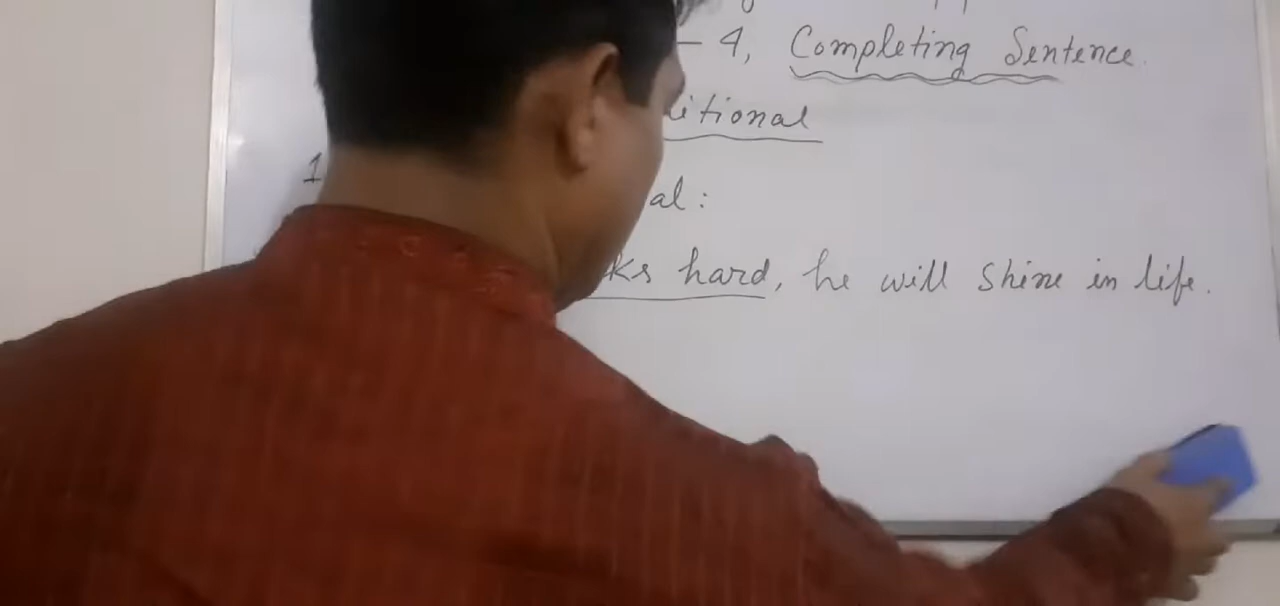 – 4, Completing Sentence.
itional
1
al :
ks hard, he will shine in life.